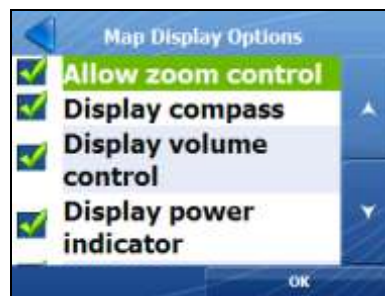 Map Display Options
Allow zoom control
Display compass
Display volume
control
Display power
indicator
OK